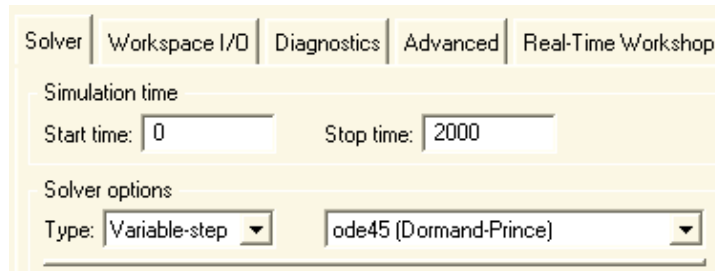 Solver Workspace I/O Diagnostics Advanced Real-Time Workshop
Simulation time
Start time: 0 Stop time: 2000
Solver options
Type: Variable-step ode45 (Dormand-Prince)